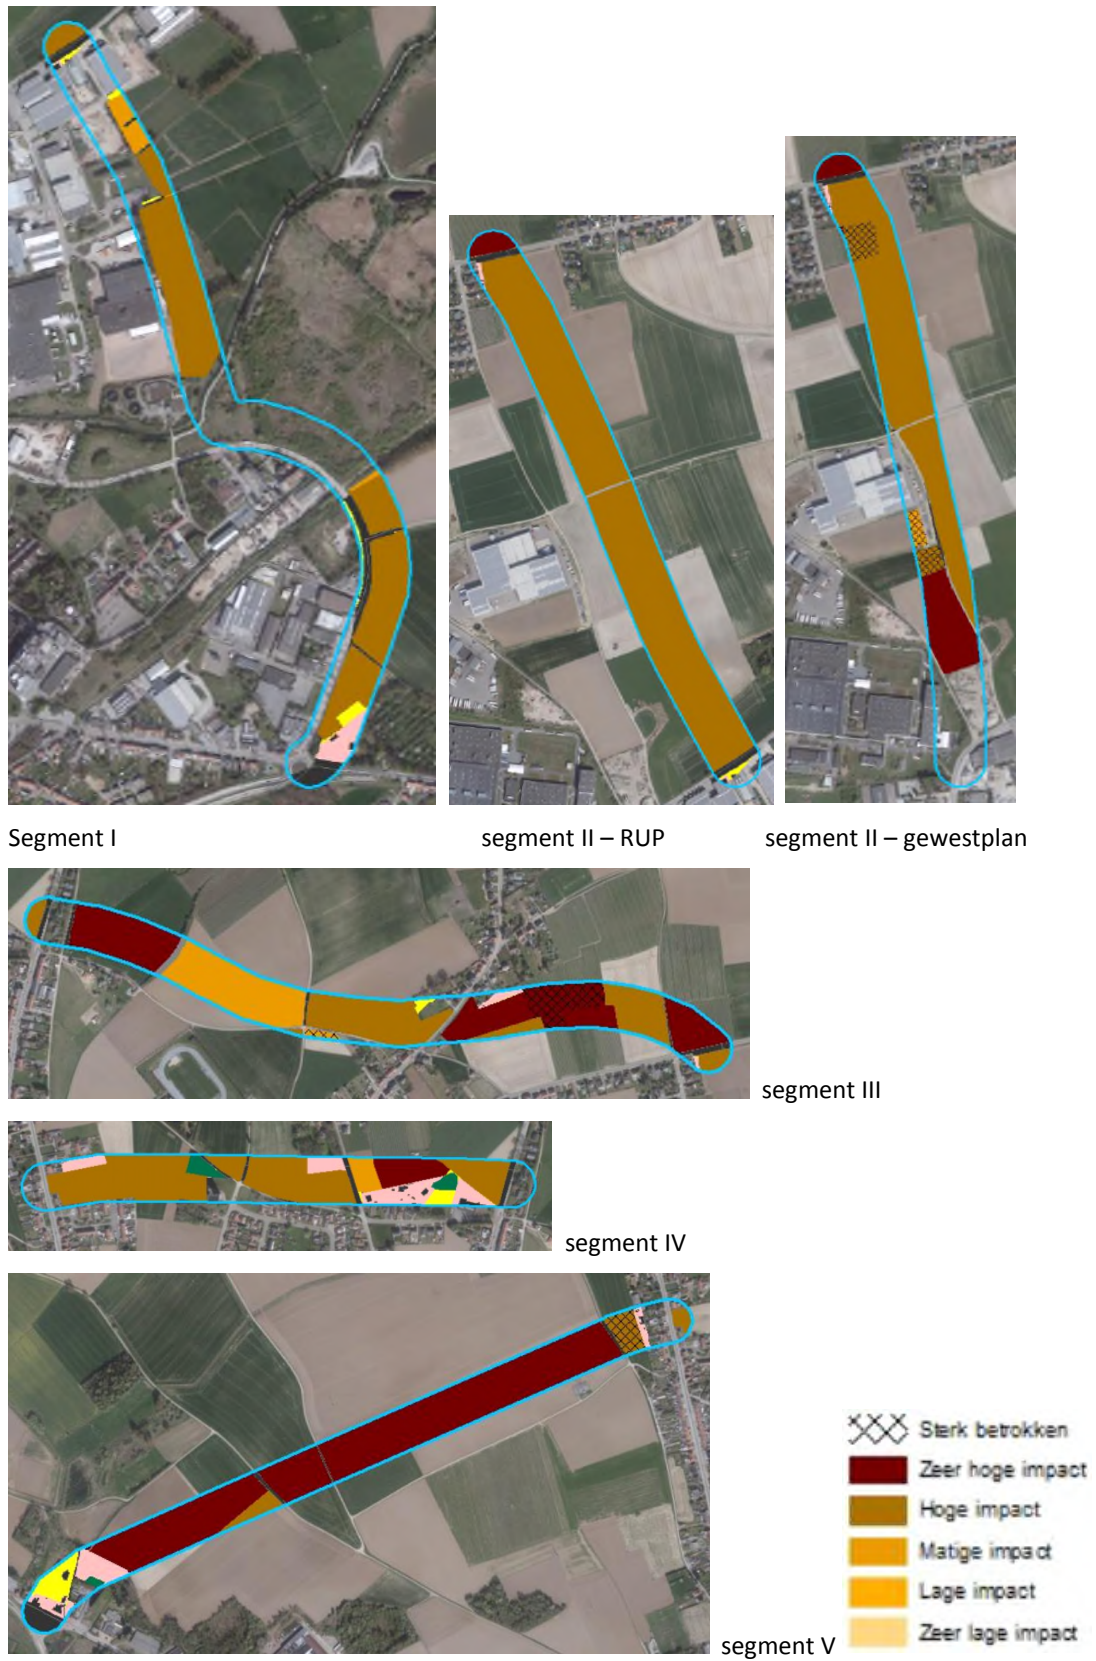 Segment I
segment II – RUP
segment II – gewestplan
segment III
segment IV
segment V
Sterk betrokken
Zeer hoge impact
Hoge impact
Matige impact
Lage impact
Zeer lage impact